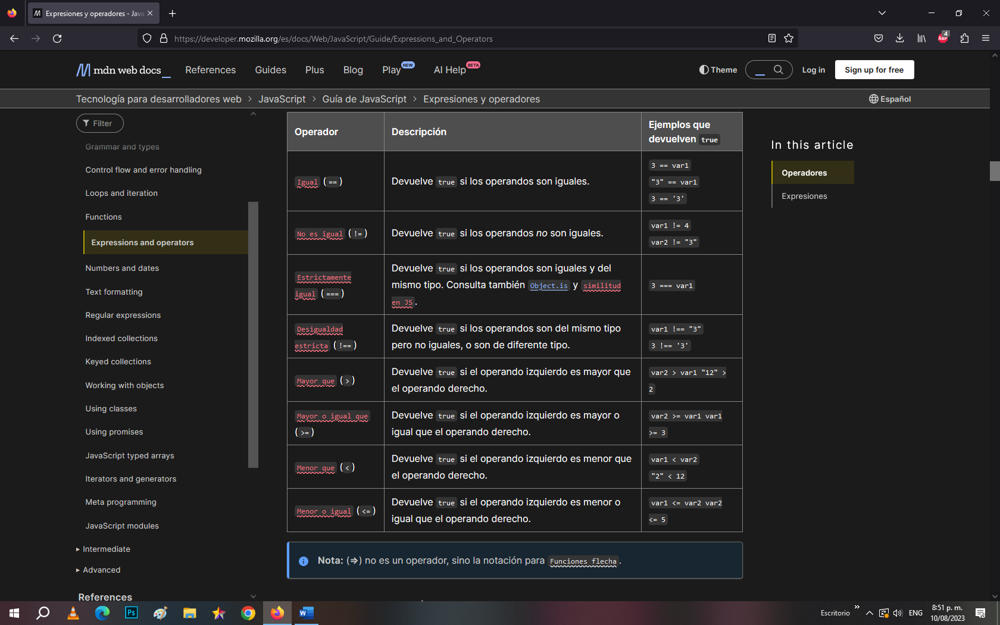 Expresiones y operadores - Java
https://developer.mozilla.org/es/docs/Web/JavaScript/Guide/Expressions_and_Operators
ABP 4
mdn web docs_
References
Guides
Plus
Blog
Play NEW
AI Help BETA
Theme
Log in
Sign up for free
Tecnología para desarrolladores web > JavaScript > Guía de JavaScript > Expresiones y operadores
Español
Filter
Grammar and types
Control flow and error handling
Loops and iteration
Functions
Expressions and operators
Numbers and dates
Text formatting
Regular expressions
Indexed collections
Keyed collections
Working with objects
Using classes
Using promises
JavaScript typed arrays
Iterators and generators
Meta programming
JavaScript modules
Intermediate
Advanced
References
Operador
Descripción
Ejemplos que
devuelven true
Igual (==)
Devuelve true si los operandos son iguales.
3 == var1
"3" == var1
3 == '3'
No es igual (!=)
Devuelve true si los operandos no son iguales.
var1 != 4
var2 != "3"
Estrictamente
igual (===)
Devuelve true si los operandos son iguales y del
mismo tipo. Consulta también Object.is y similitud
en JS.
3 === var1
Desigualdad
estricta (!==)
Devuelve true si los operandos son del mismo tipo
pero no iguales, o son de diferente tipo.
var1 !== "3"
3 !== '3'
Mayor que (>)
Devuelve true si el operando izquierdo es mayor que
el operando derecho.
var2 > var1 "12" >
2
Mayor o igual que
(>=)
Devuelve true si el operando izquierdo es mayor o
igual que el operando derecho.
var2 >= var1 var1
>= 3
Menor que (<)
Devuelve true si el operando izquierdo es menor que
el operando derecho.
var1 < var2
"2" < 12
Menor o igual (<=)
Devuelve true si el operando izquierdo es menor o
igual que el operando derecho.
var1 <= var2 var2
<= 5
Nota: (=>) no es un operador, sino la notación para Funciones flecha.
In this article
Operadores
Expresiones
Ps
W
Escritorio
ENG
8:51 p. m.
10/08/2023